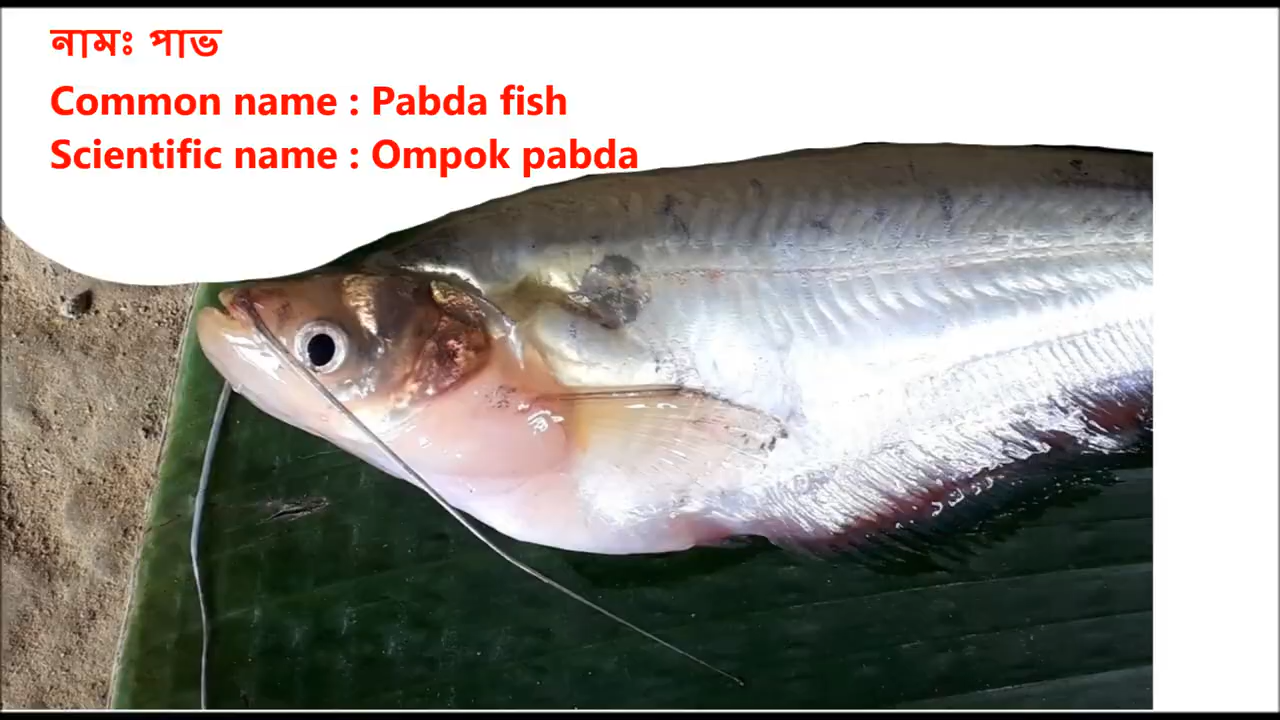 নামঃ পাভ
Common name : Pabda fish
Scientific name : Ompok pabda